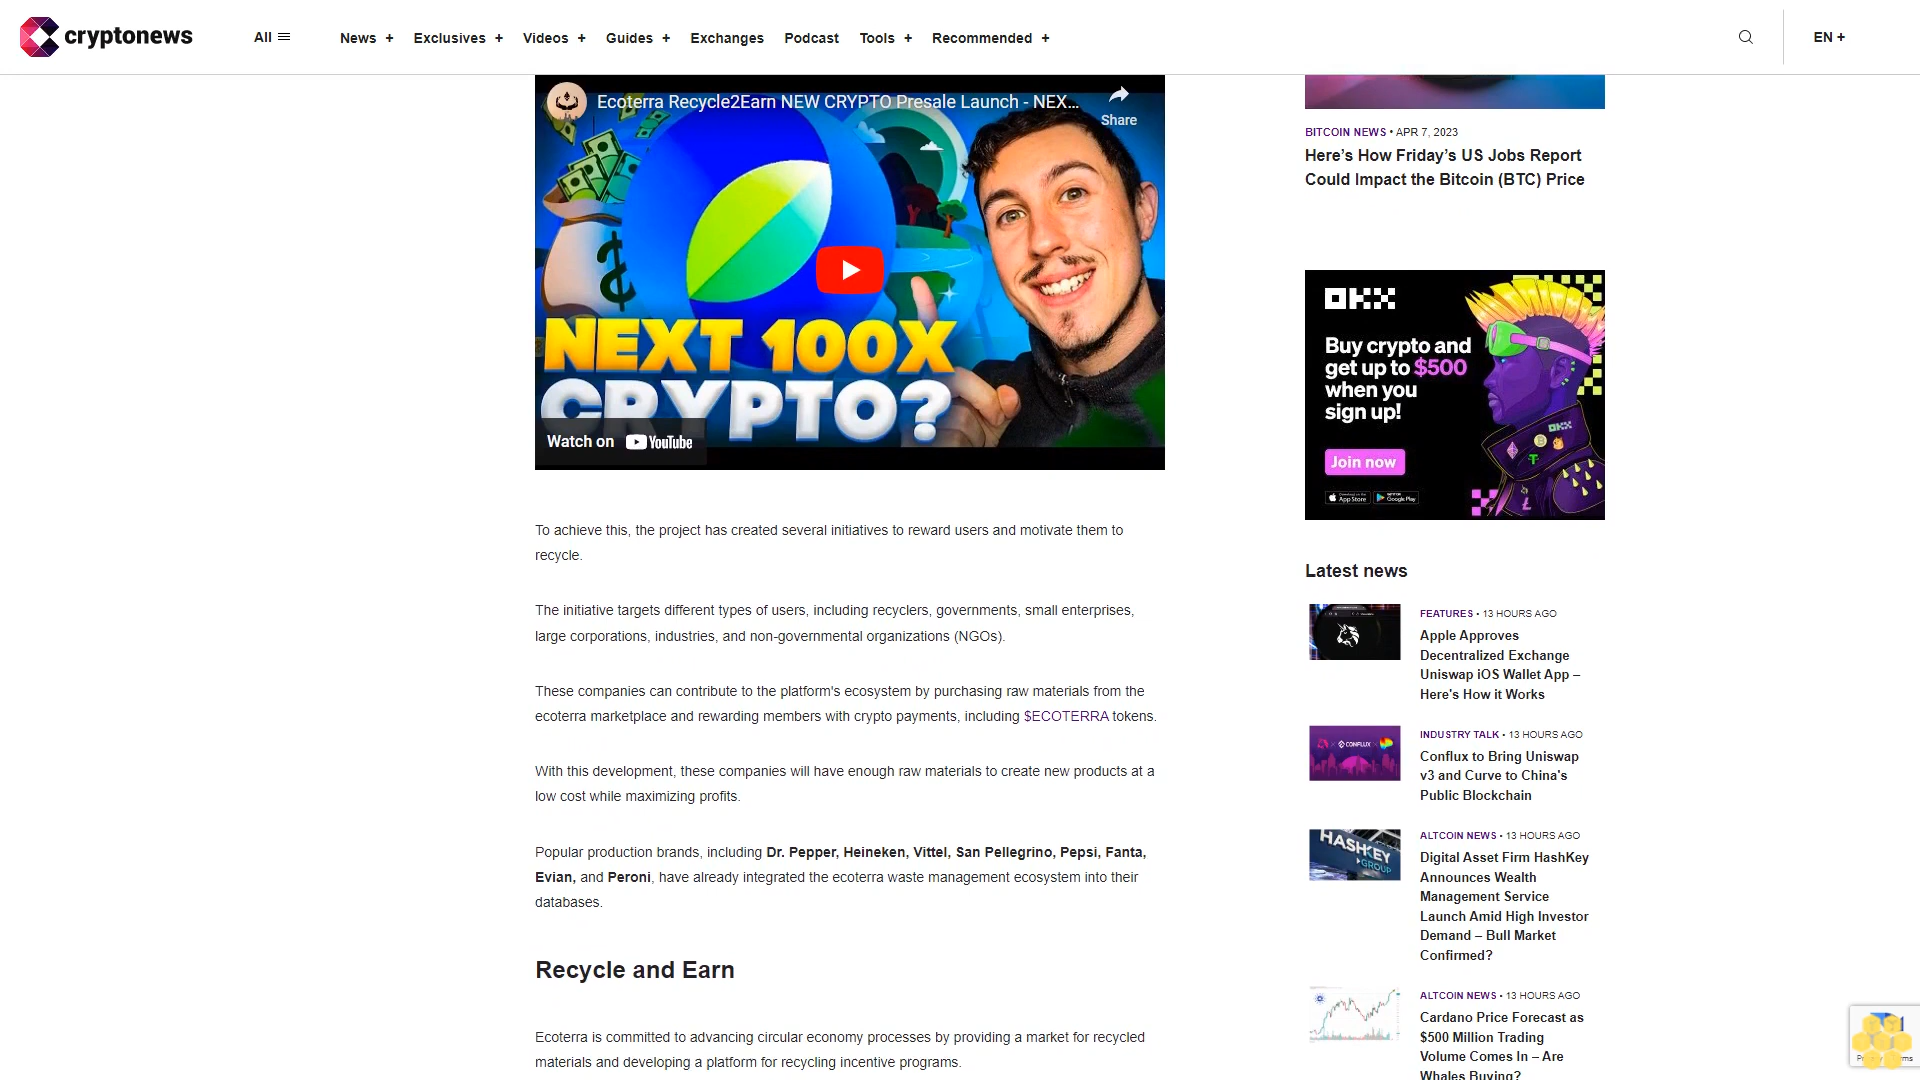 cryptonews
All
News +
Exclusives +
Videos +
Guides +
Exchanges
Podcast
Tools +
Recommended +
EN +
Ecoterra Recycle2Earn NEW CRYPTO Presale Launch - NEX...
Share
NEXT 100X
CRYPTO?
Watch on YouTube
To achieve this, the project has created several initiatives to reward users and motivate them to
recycle.
The initiative targets different types of users, including recyclers, governments, small enterprises,
large corporations, industries, and non-governmental organizations (NGOs).
These companies can contribute to the platform's ecosystem by purchasing raw materials from the
ecoterra marketplace and rewarding members with crypto payments, including $ECOTERRA tokens.
With this development, these companies will have enough raw materials to create new products at a
low cost while maximizing profits.
Popular production brands, including Dr. Pepper, Heineken, Vittel, San Pellegrino, Pepsi, Fanta,
Evian, and Peroni, have already integrated the ecoterra waste management ecosystem into their
databases.
Recycle and Earn
Ecoterra is committed to advancing circular economy processes by providing a market for recycled
materials and developing a platform for recycling incentive programs.
BITCOIN NEWS • APR 7, 2023
Here’s How Friday’s US Jobs Report
Could Impact the Bitcoin (BTC) Price
OKX
Buy crypto and
get up to $500
when you
sign up!
Join now
App Store
Google Play
OKX
Latest news
FEATURES • 13 HOURS AGO
Apple Approves
Decentralized Exchange
Uniswap iOS Wallet App –
Here's How it Works
CONFLUX
INDUSTRY TALK • 13 HOURS AGO
Conflux to Bring Uniswap
v3 and Curve to China's
Public Blockchain
HASHKEY
GROUP
ALTCOIN NEWS • 13 HOURS AGO
Digital Asset Firm HashKey
Announces Wealth
Management Service
Launch Amid High Investor
Demand – Bull Market
Confirmed?
ALTCOIN NEWS • 13 HOURS AGO
Cardano Price Forecast as
$500 Million Trading
Volume Comes In – Are
Whales Buying?